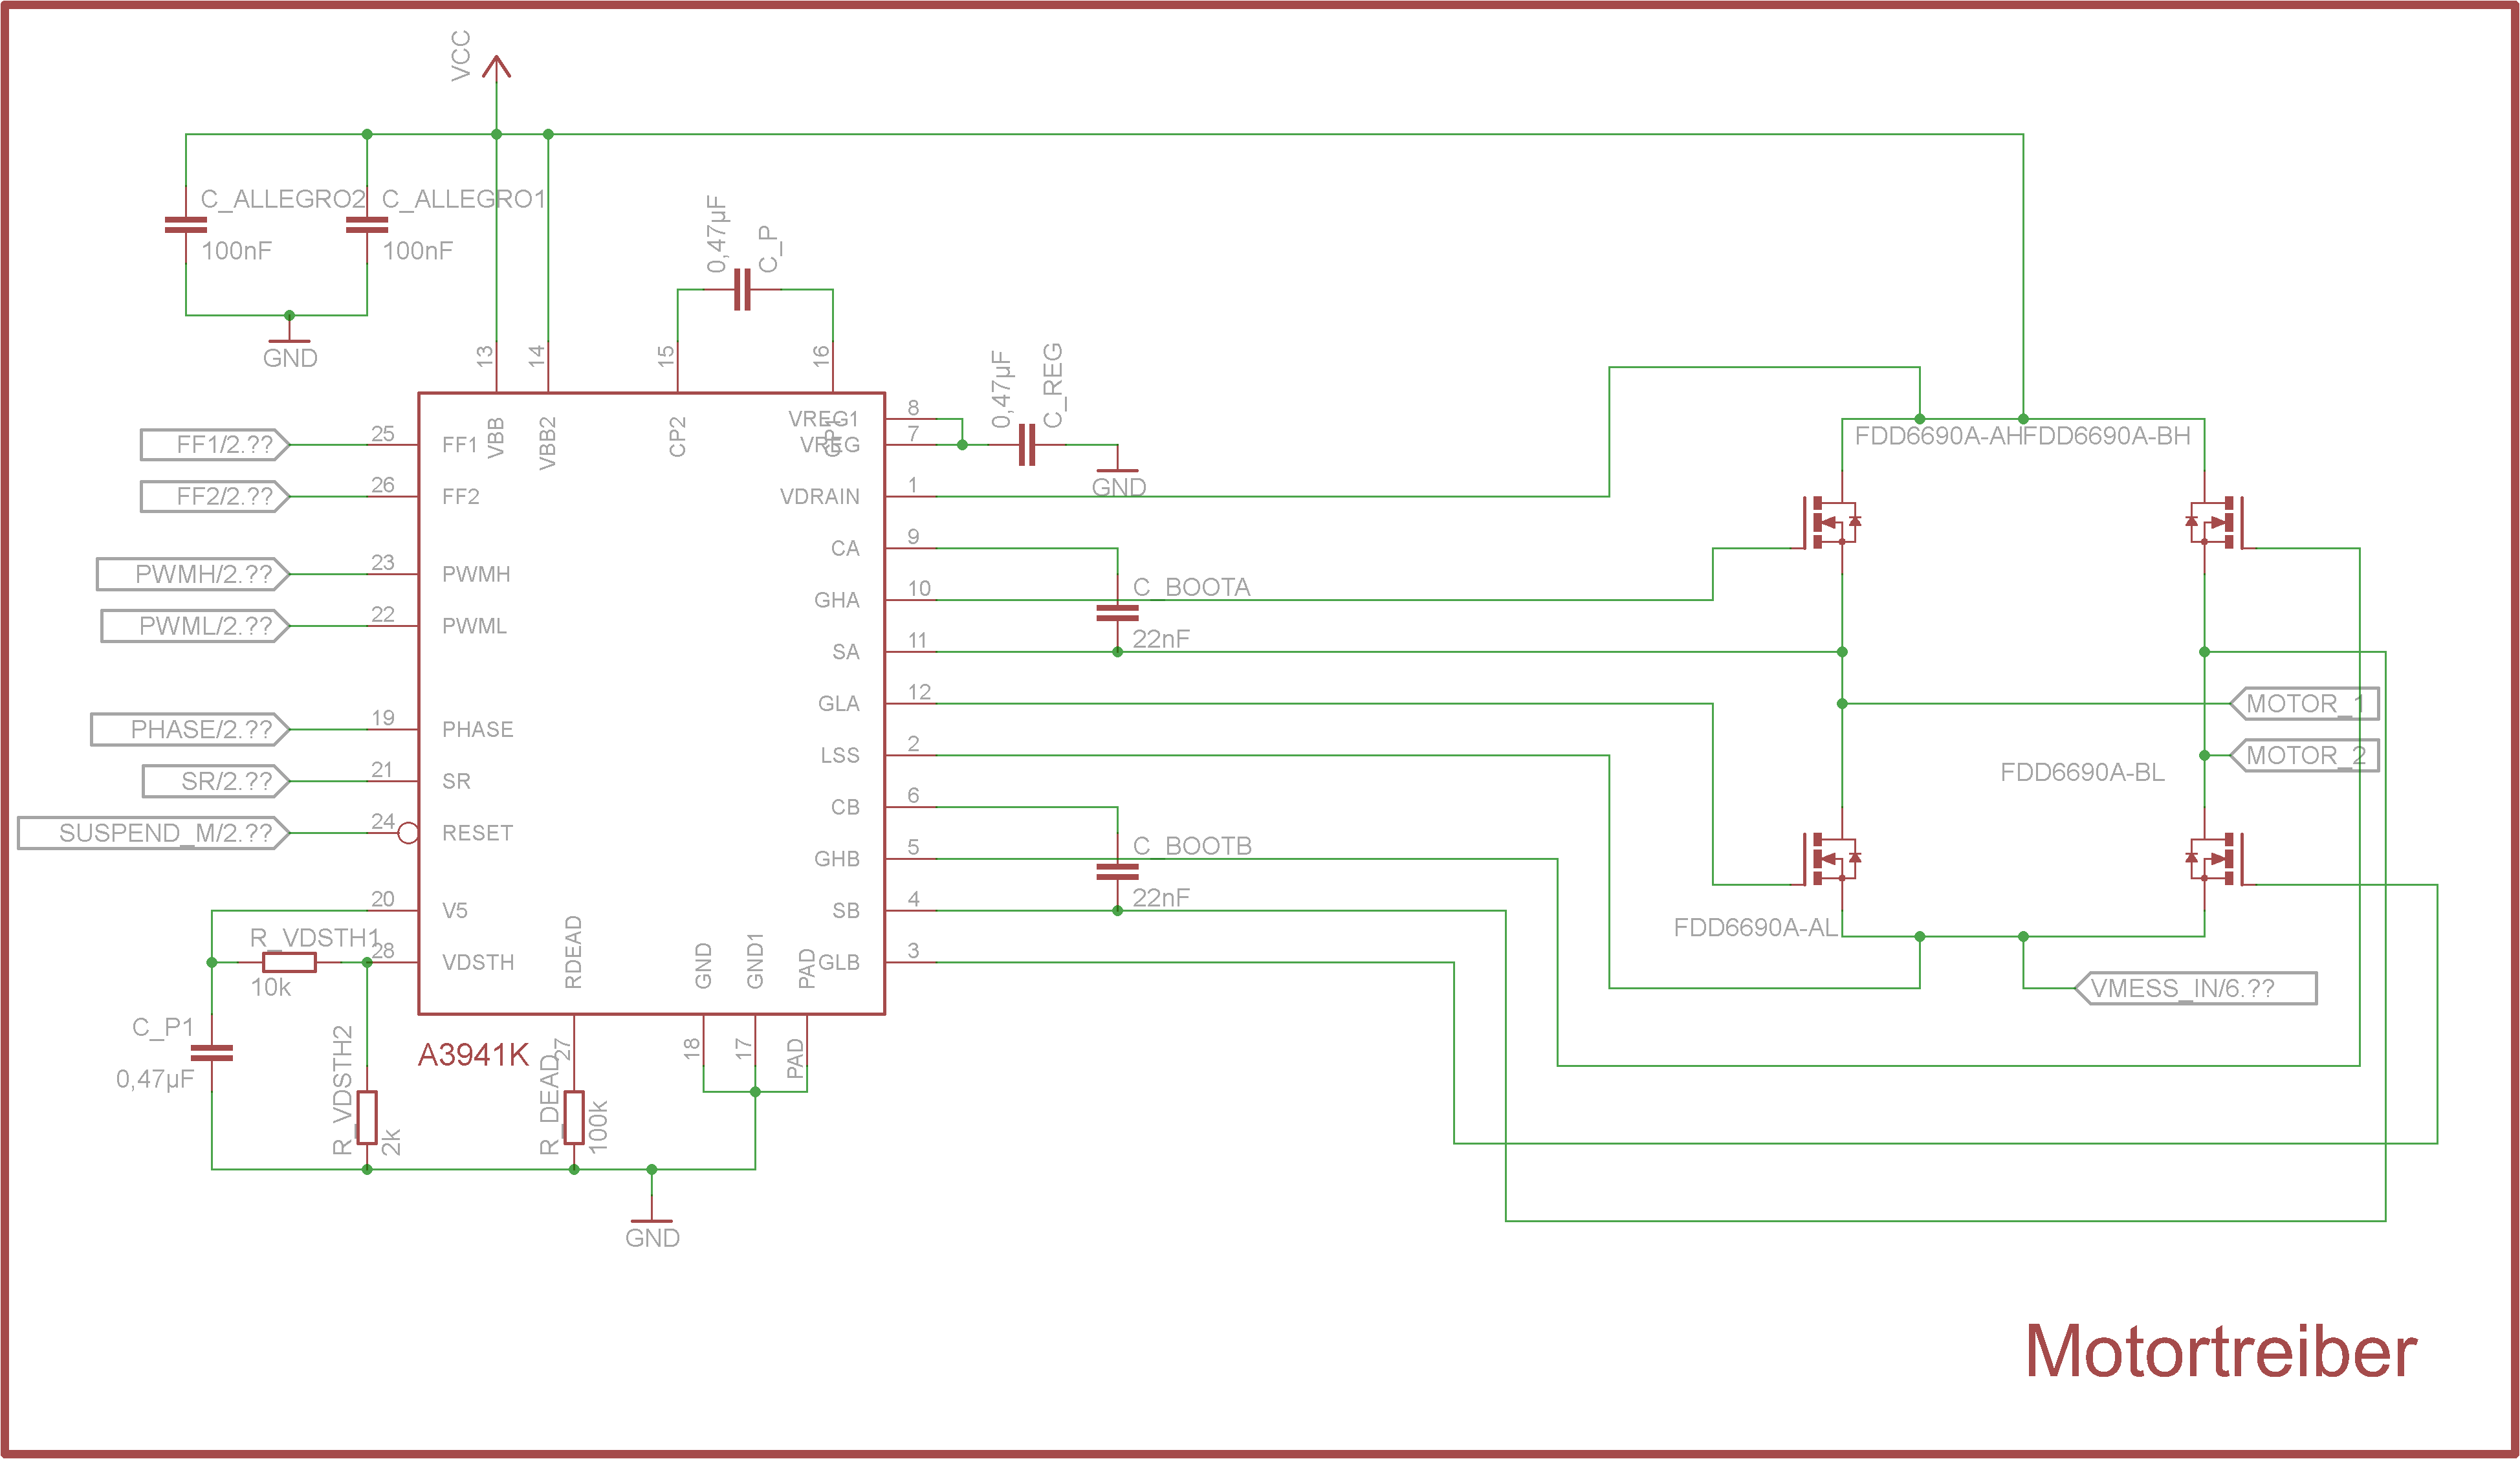 VCC
C_ALLEGRO2
C_ALLEGRO1
100nF
100nF
GND
0,47µF
C_P
13
14
15
16
0,47µF
C_REG
GND
FF1/2.??
25
FF1
FF2/2.??
26
FF2
PWMH/2.??
23
PWMH
PWML/2.??
22
PWML
PHASE/2.??
19
PHASE
SR/2.??
21
SR
SUSPEND_M/2.??
24
RESET
20
V5
28
VDSTH
VBB
VBB2
CP2
CP1
VREG1
8
VREG
7
VDRAIN
1
CA
9
GHA
10
SA
11
GLA
12
LSS
2
CB
6
GHB
5
SB
4
GLB
3
RDEAD
GND
GND1
PAD
27
18
17
PAD
C_BOOTA
22nF
C_BOOTB
22nF
R_VDSTH1
10k
C_P1
0,47µF
R_VDSTH2
2k
A3941K
R_DEAD
100k
GND
FDD6690A-AH
FDD6690A-BH
MOTOR_1
MOTOR_2
FDD6690A-BL
FDD6690A-AL
VMESS_IN/6.??
Motortreiber